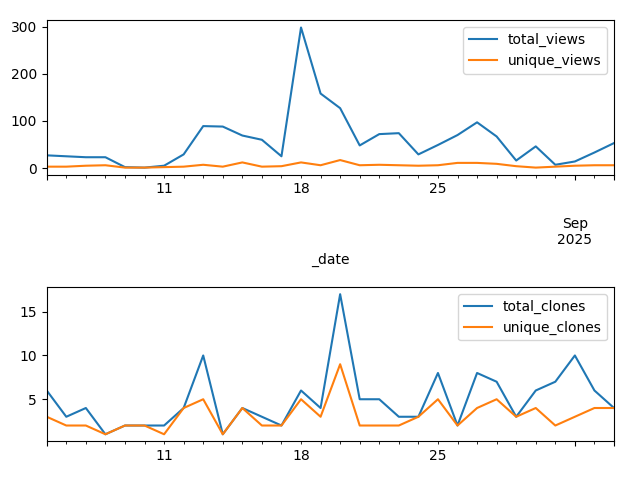 300
200
100
0
total_views
unique_views
11
18
25
Sep
2025
_date
15
10
5
total_clones
unique_clones
11
18
25